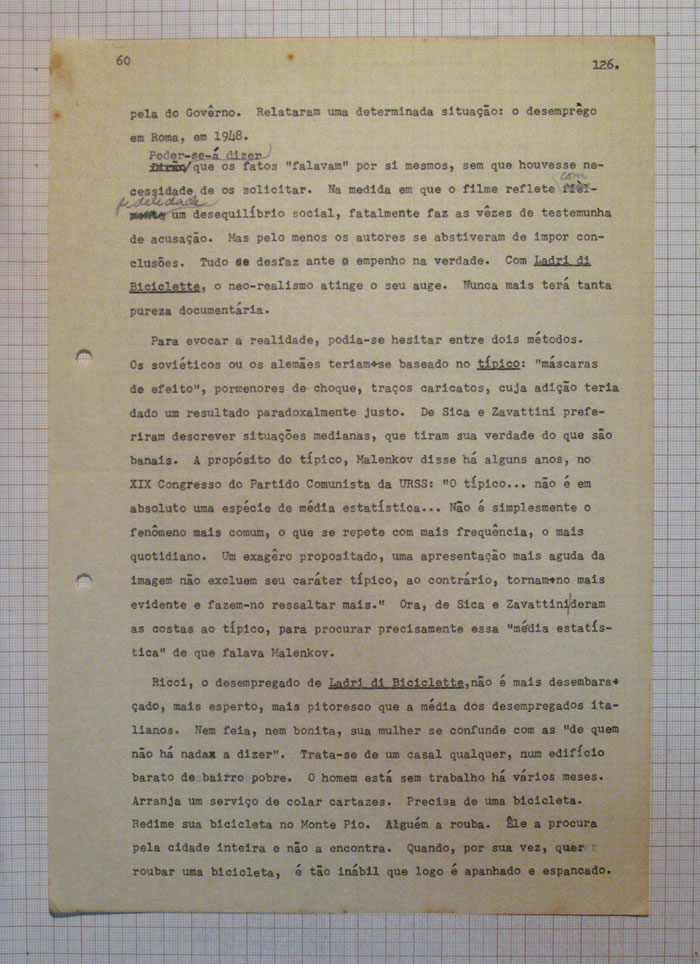 60
126.
pela do Govêrno. Relataram uma determinada situação: o desemprêgo
em Roma, em 1948.
Poder-se-á dizer
que os fatos "falavam" por si mesmos, sem que houvesse ne-
com
cessidade de os solicitar. Na medida em que o filme reflete fièl-
fidelidade
mente um desequilíbrio social, fatalmente faz as vêzes de testemunha
de acusação. Mas pelo menos os autores se abstiveram de impor con-
clusões. Tudo se desfaz ante o empenho na verdade. Com Ladri di
Biciclette, o neo-realismo atinge o seu auge. Nunca mais terá tanta
pureza documentária.
Para evocar a realidade, podia-se hesitar entre dois métodos.
Os soviéticos ou os alemães teriam-se baseado no típico: "máscaras
de efeito", pormenores de choque, traços caricatos, cuja adição teria
dado um resultado paradoxalmente justo. De Sica e Zavattini prefe-
riram descrever situações medianas, que tiram sua verdade do que são
banais. A propósito do típico, Malenkov disse há alguns anos, no
XIX Congresso do Partido Comunista da URSS: "O típico... não é em
absoluto uma espécie de média estatística... Não é simplesmente o
fenômeno mais comum, o que se repete com mais frequência, o mais
quotidiano. Um exagêro propositado, uma apresentação mais aguda da
imagem não excluem seu caráter típico, ao contrário, tornam-no mais
evidente e fazem-no ressaltar mais." Ora, de Sica e Zavattini deram
as costas ao típico, para procurar precisamente essa "média estatís-
tica" de que falava Malenkov.
Ricci, o desempregado de Ladri di Biciclette,não é mais desembara-
çado, mais esperto, mais pitoresco que a média dos desempregados ita-
lianos. Nem feia, nem bonita, sua mulher se confunde com as "de quem
não há nada a dizer". Trata-se de um casal qualquer, num edifício
barato de bairro pobre. O homem está sem trabalho há vários meses.
Arranja um serviço de colar cartazes. Precisa de uma bicicleta.
Redime sua bicicleta no Monte Pio. Alguém a rouba. Êle a procura
pela cidade inteira e não a encontra. Quando, por sua vez, quer
roubar uma bicicleta, é tão inábil que logo é apanhado e espancado.